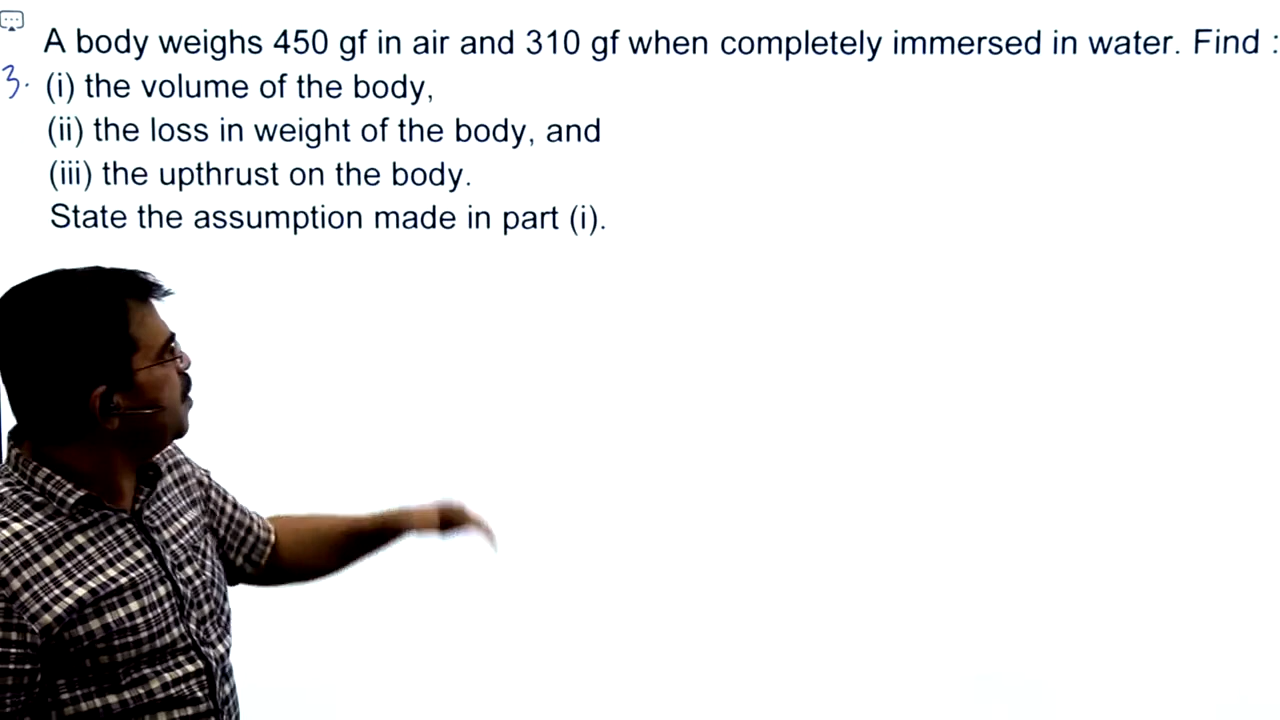 A body weighs 450 gf in air and 310 gf when completely immersed in water. Find :
3. (i) the volume of the body,
(ii) the loss in weight of the body, and
(iii) the upthrust on the body.
State the assumption made in part (i).